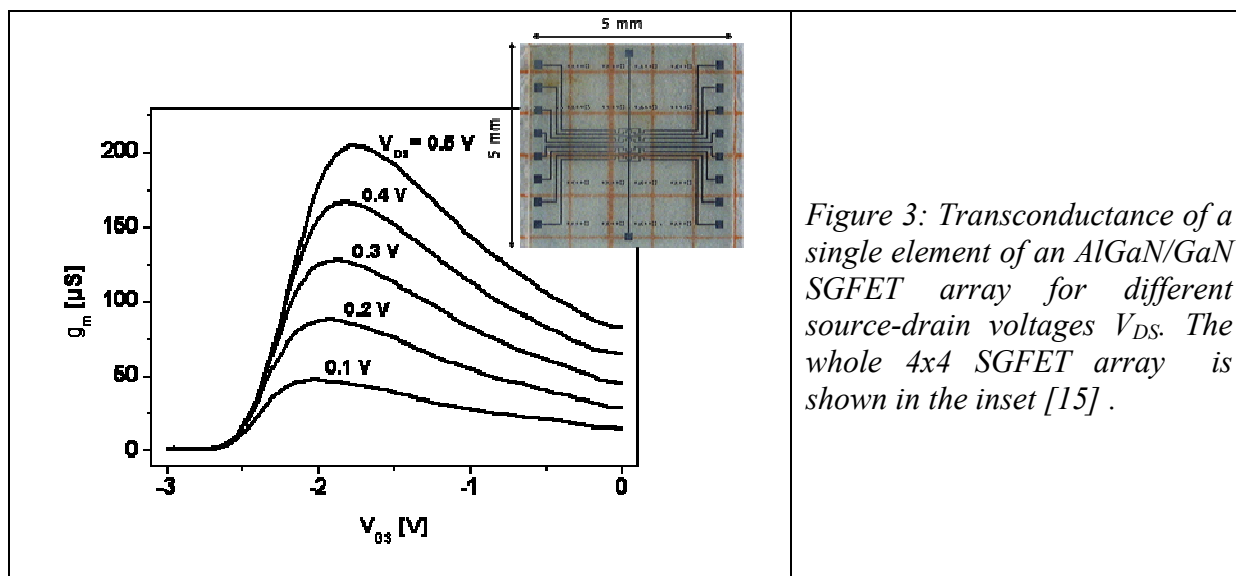 5 mm
5 mm
200
150
100
50
0
g_m [µS]
V_DS = 0.5 V
0.4 V
0.3 V
0.2 V
0.1 V
-3
-2
-1
0
V_GS [V]
Figure 3: Transconductance of a
single element of an AlGaN/GaN
SGFET array for different
source-drain voltages V_DS. The
whole 4x4 SGFET array is
shown in the inset [15] .